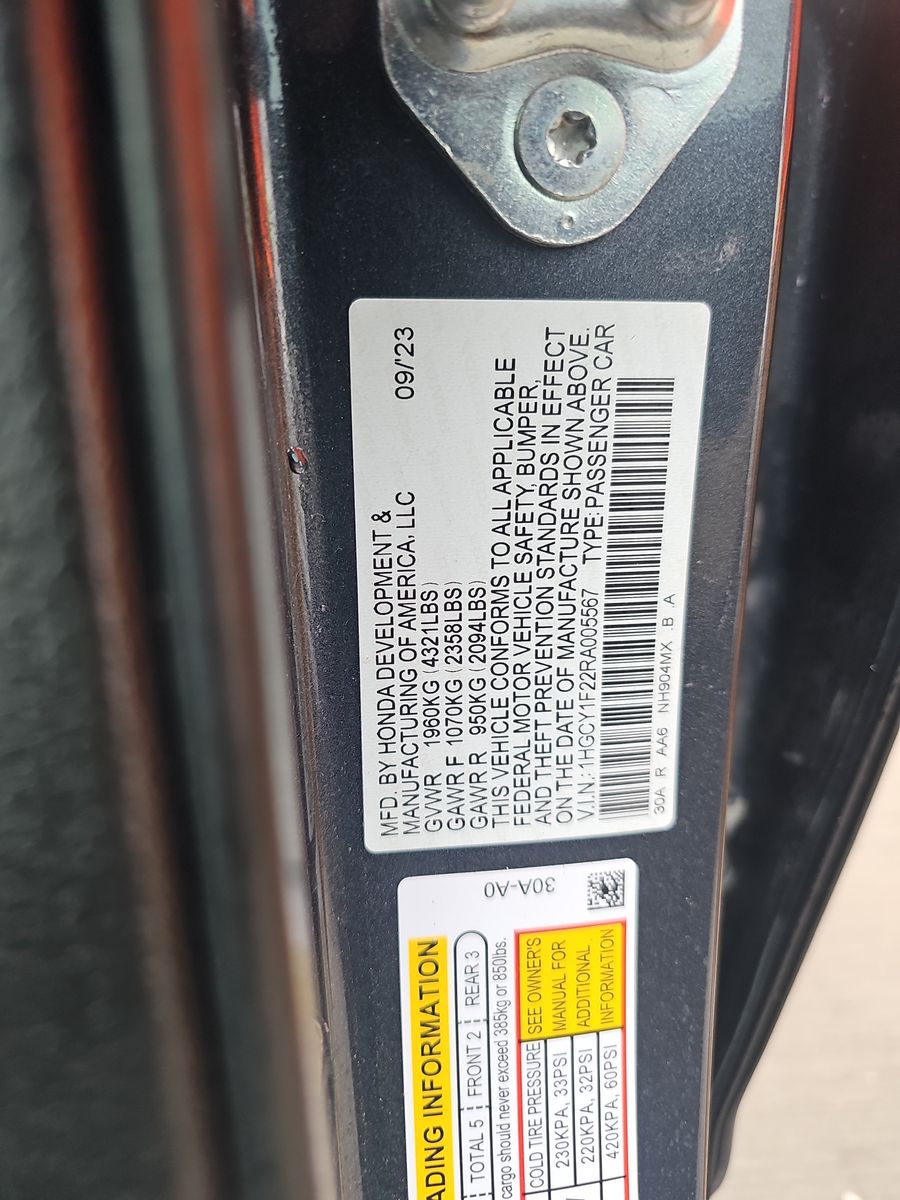 MFD. BY HONDA DEVELOPMENT &
MANUFACTURING OF AMERICA, LLC 09/'23
GVWR 1960KG (4321LBS)
GAWR F 1070KG (2358LBS)
GAWR R 950KG (2094LBS)
THIS VEHICLE CONFORMS TO ALL APPLICABLE
FEDERAL MOTOR VEHICLE SAFETY, BUMPER,
AND THEFT PREVENTION STANDARDS IN EFFECT
ON THE DATE OF MANUFACTURE SHOWN ABOVE.
V.I.N.:1HGCY1F22RA005567 TYPE:PASSENGER CAR
30A R AA6 NH904MX .B .A
30A-A0
ADING INFORMATION
TOTAL 5 FRONT 2 REAR 3
cargo should never exceed 385kg or 850lbs.
COLD TIRE PRESSURE SEE OWNER'S
230KPA, 33PSI MANUAL FOR
220KPA, 32PSI ADDITIONAL
420KPA, 60PSI INFORMATION